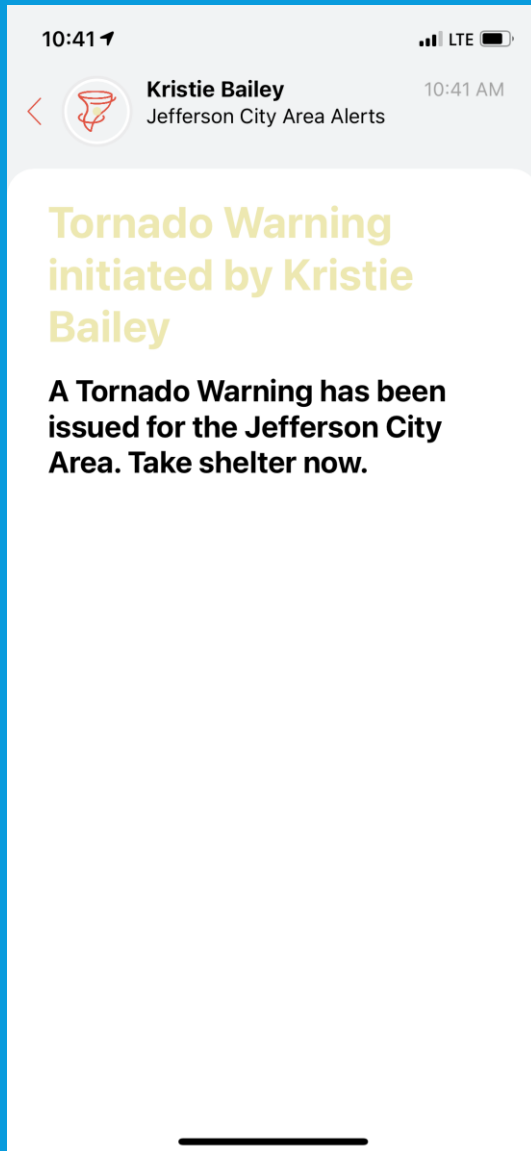 10:41
LTE
Kristie Bailey
10:41 AM
Jefferson City Area Alerts
Tornado Warning
initiated by Kristie
Bailey
A Tornado Warning has been
issued for the Jefferson City
Area. Take shelter now.